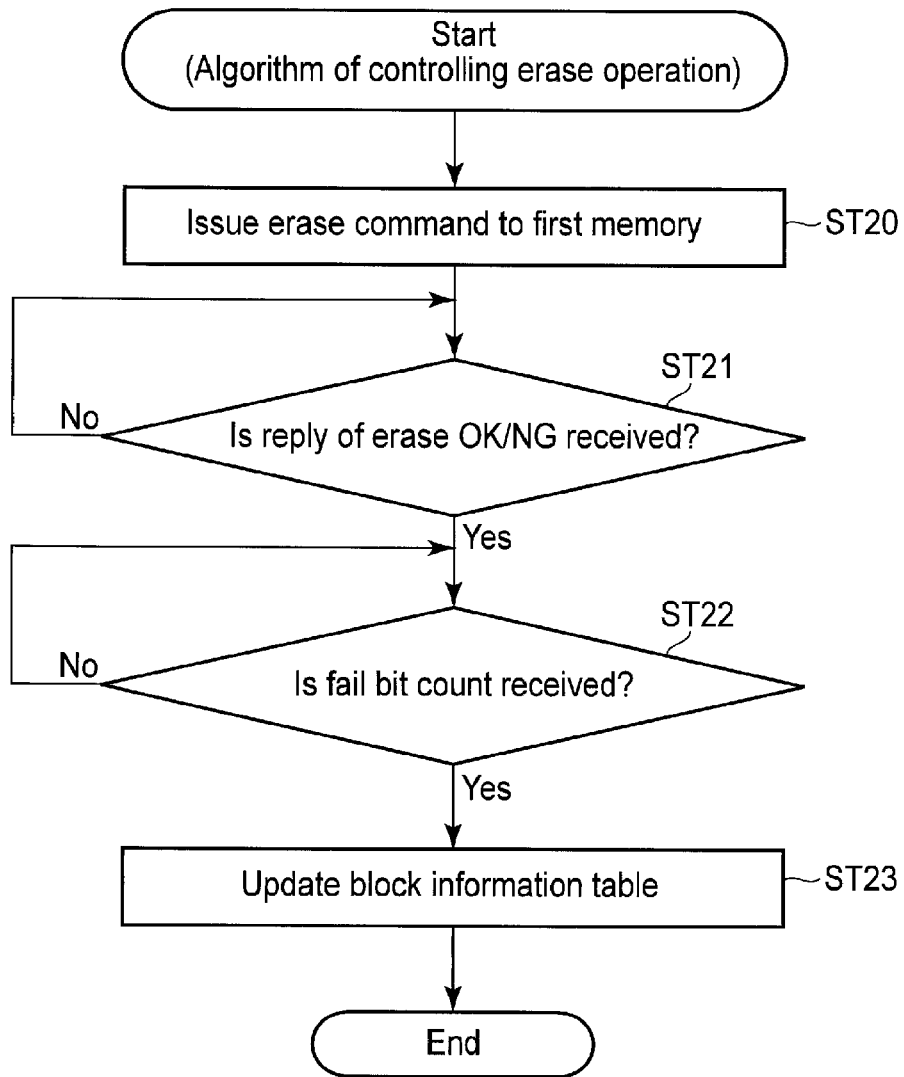 Start
(Algorithm of controlling erase operation)
Issue erase command to first memory
ST20
ST21
No
Is reply of erase OK/NG received?
Yes
ST22
No
Is fail bit count received?
Yes
Update block information table
ST23
End